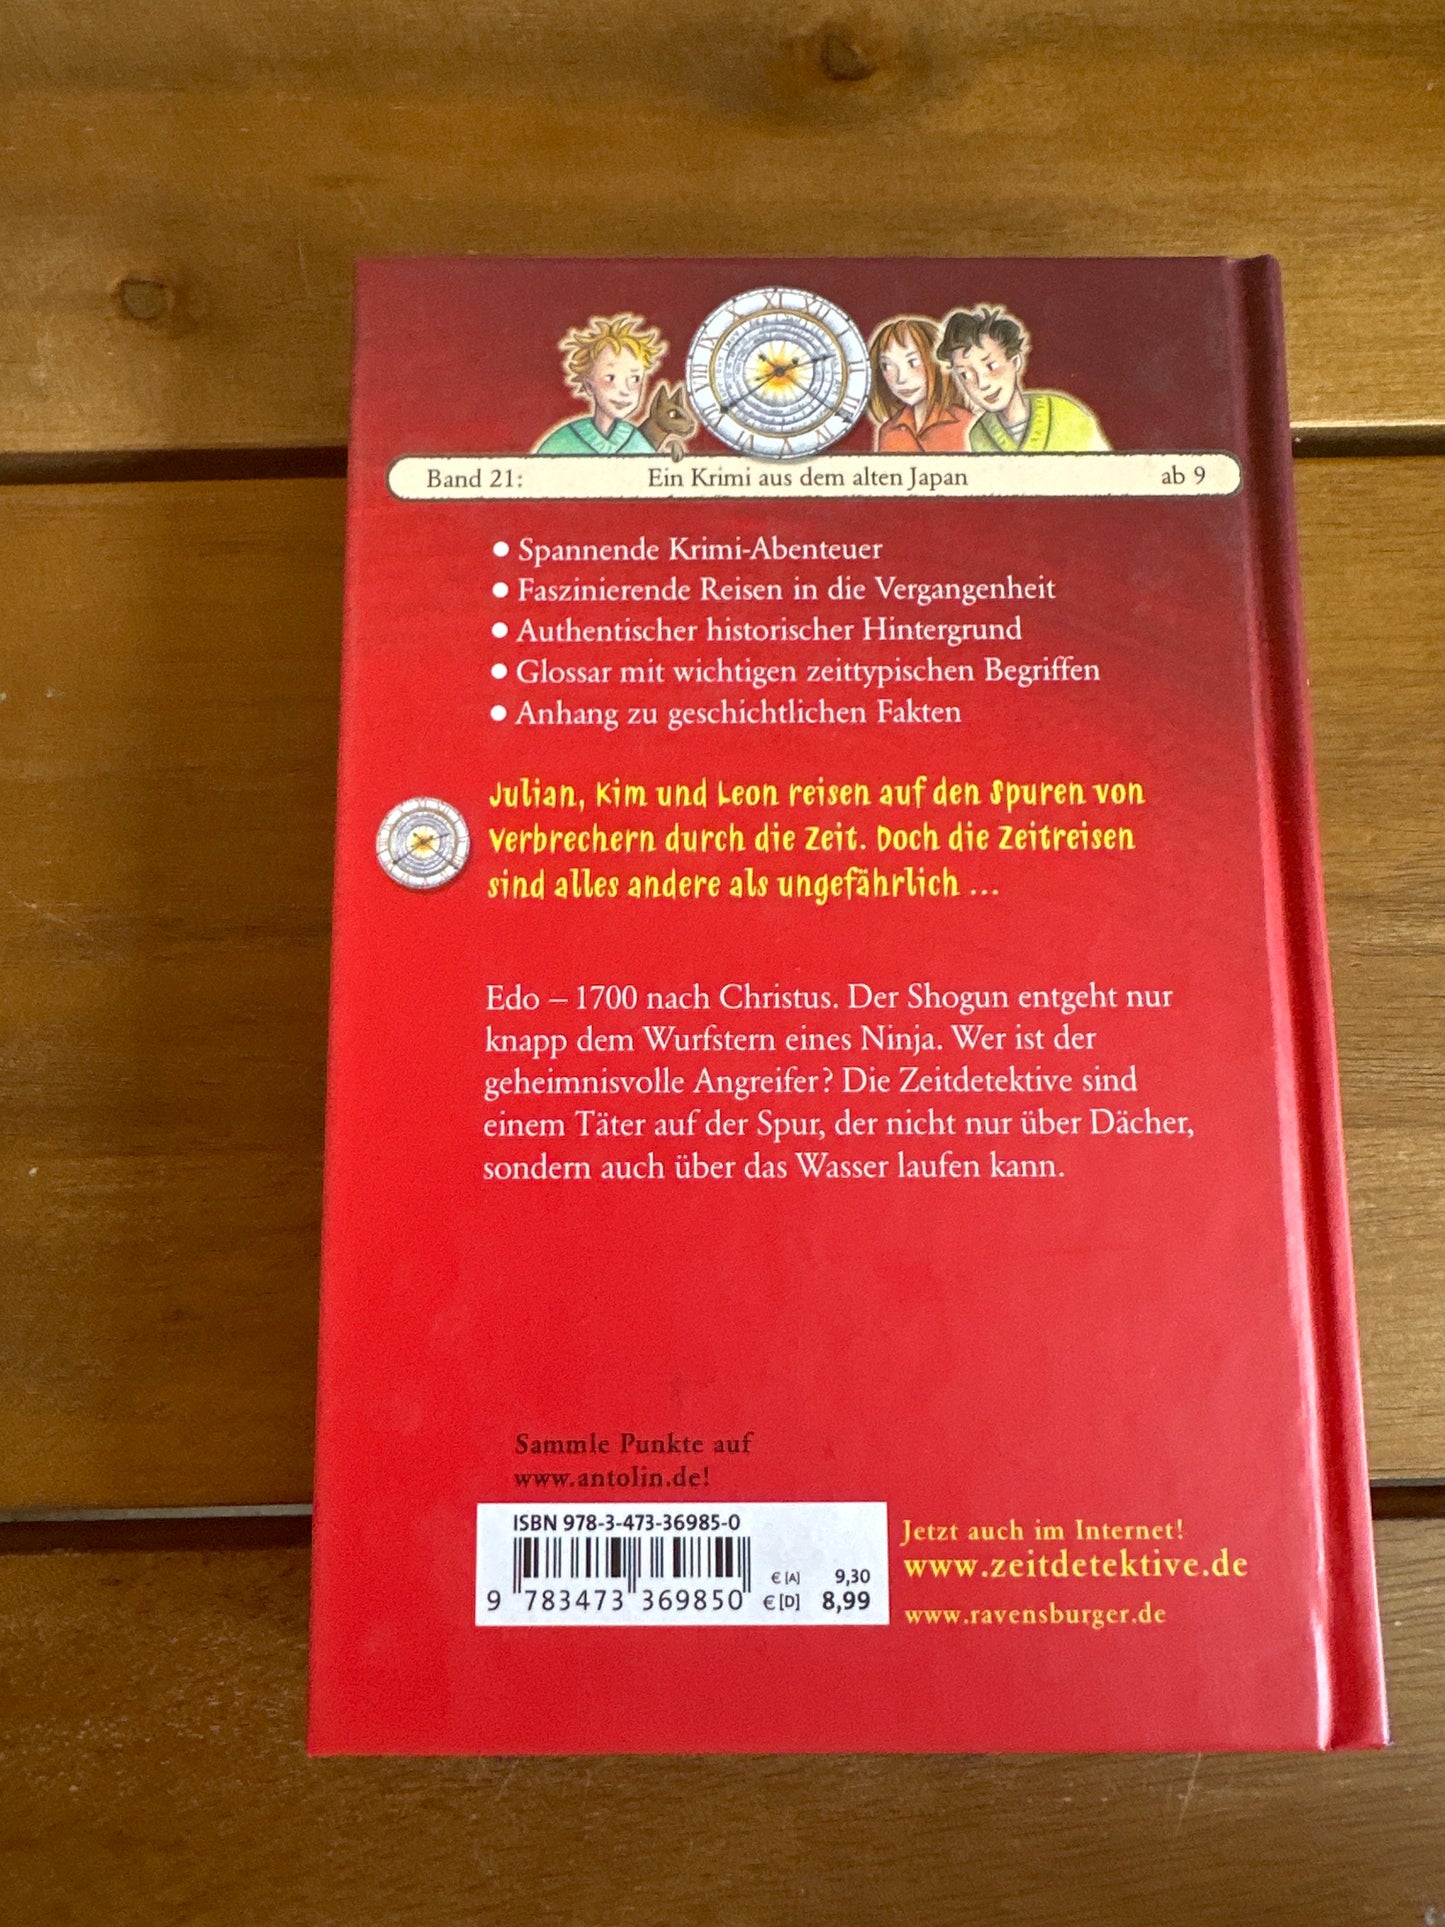 Band 21: Ein Krimi aus dem alten Japan ab 9
• Spannende Krimi-Abenteuer
• Faszinierende Reisen in die Vergangenheit
• Authentischer historischer Hintergrund
• Glossar mit wichtigen zeittypischen Begriffen
• Anhang zu geschichtlichen Fakten
Julian, Kim und Leon reisen auf den Spuren von
Verbrechern durch die Zeit. Doch die Zeitreisen
sind alles andere als ungefährlich ...
Edo – 1700 nach Christus. Der Shogun entgeht nur
knapp dem Wurfstern eines Ninja. Wer ist der
geheimnisvolle Angreifer? Die Zeitdetektive sind
einem Täter auf der Spur, der nicht nur über Dächer,
sondern auch über das Wasser laufen kann.
Sammle Punkte auf
www.antolin.de!
ISBN 978-3-473-36985-0
€ [A] 9,30
9 783473 369850 € [D] 8,99
Jetzt auch im Internet!
www.zeitdetektive.de
www.ravensburger.de